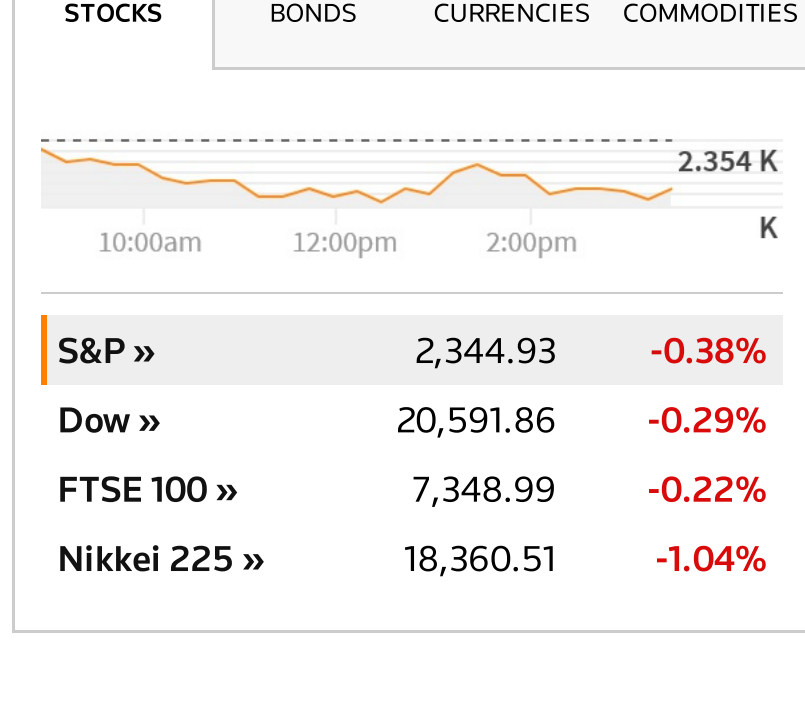 STOCKS BONDS CURRENCIES COMMODITIES
2.354 K
K
10:00am 12:00pm 2:00pm
S&P » 2,344.93 -0.38%
Dow » 20,591.86 -0.29%
FTSE 100 » 7,348.99 -0.22%
Nikkei 225 » 18,360.51 -1.04%